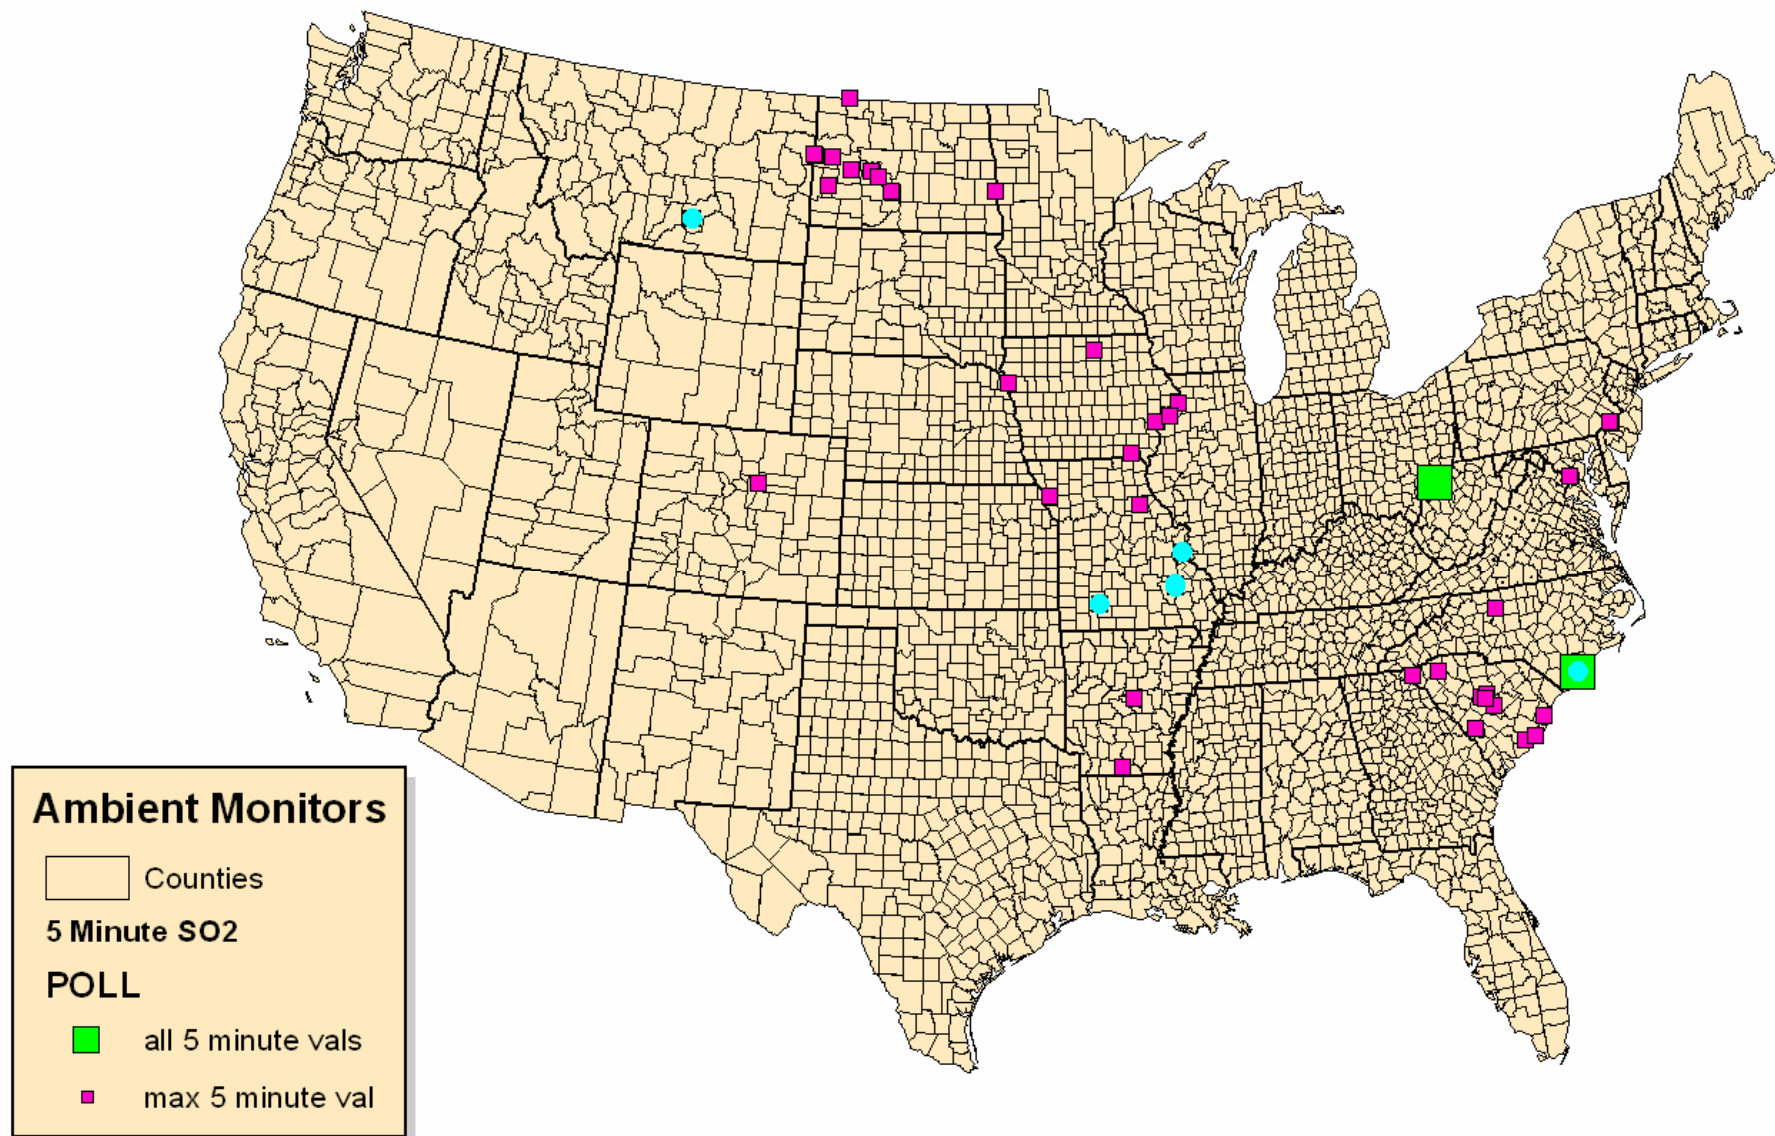 Ambient Monitors
Counties
5 Minute SO2
POLL
all 5 minute vals
max 5 minute val